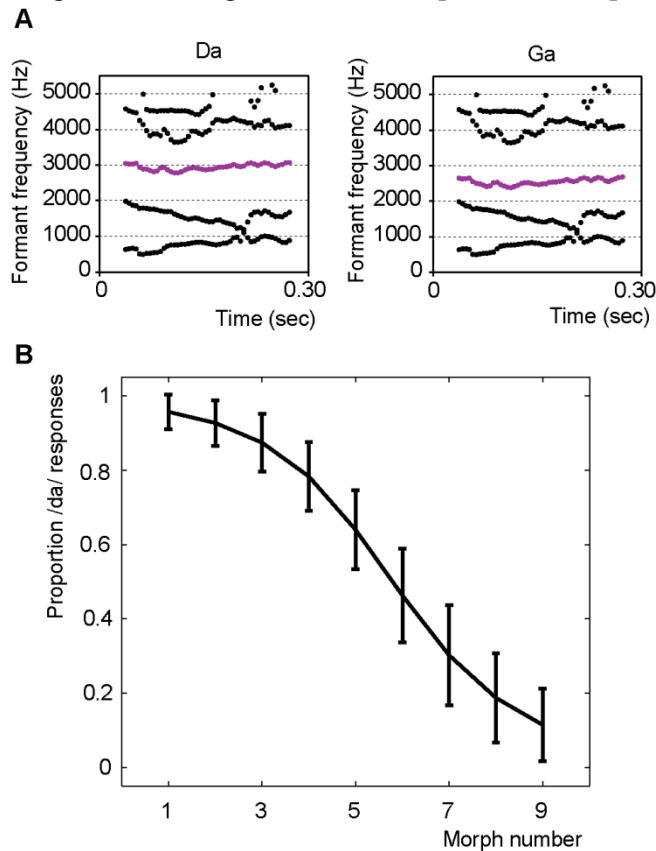 A
Da
Ga
Formant frequency (Hz)
5000
4000
3000
2000
1000
0
0
0.30
Time (sec)
Formant frequency (Hz)
5000
4000
3000
2000
1000
0
0
0.30
Time (sec)
B
Proportion /da/ responses
1
0.8
0.6
0.4
0.2
0
1
3
5
7
9
Morph number